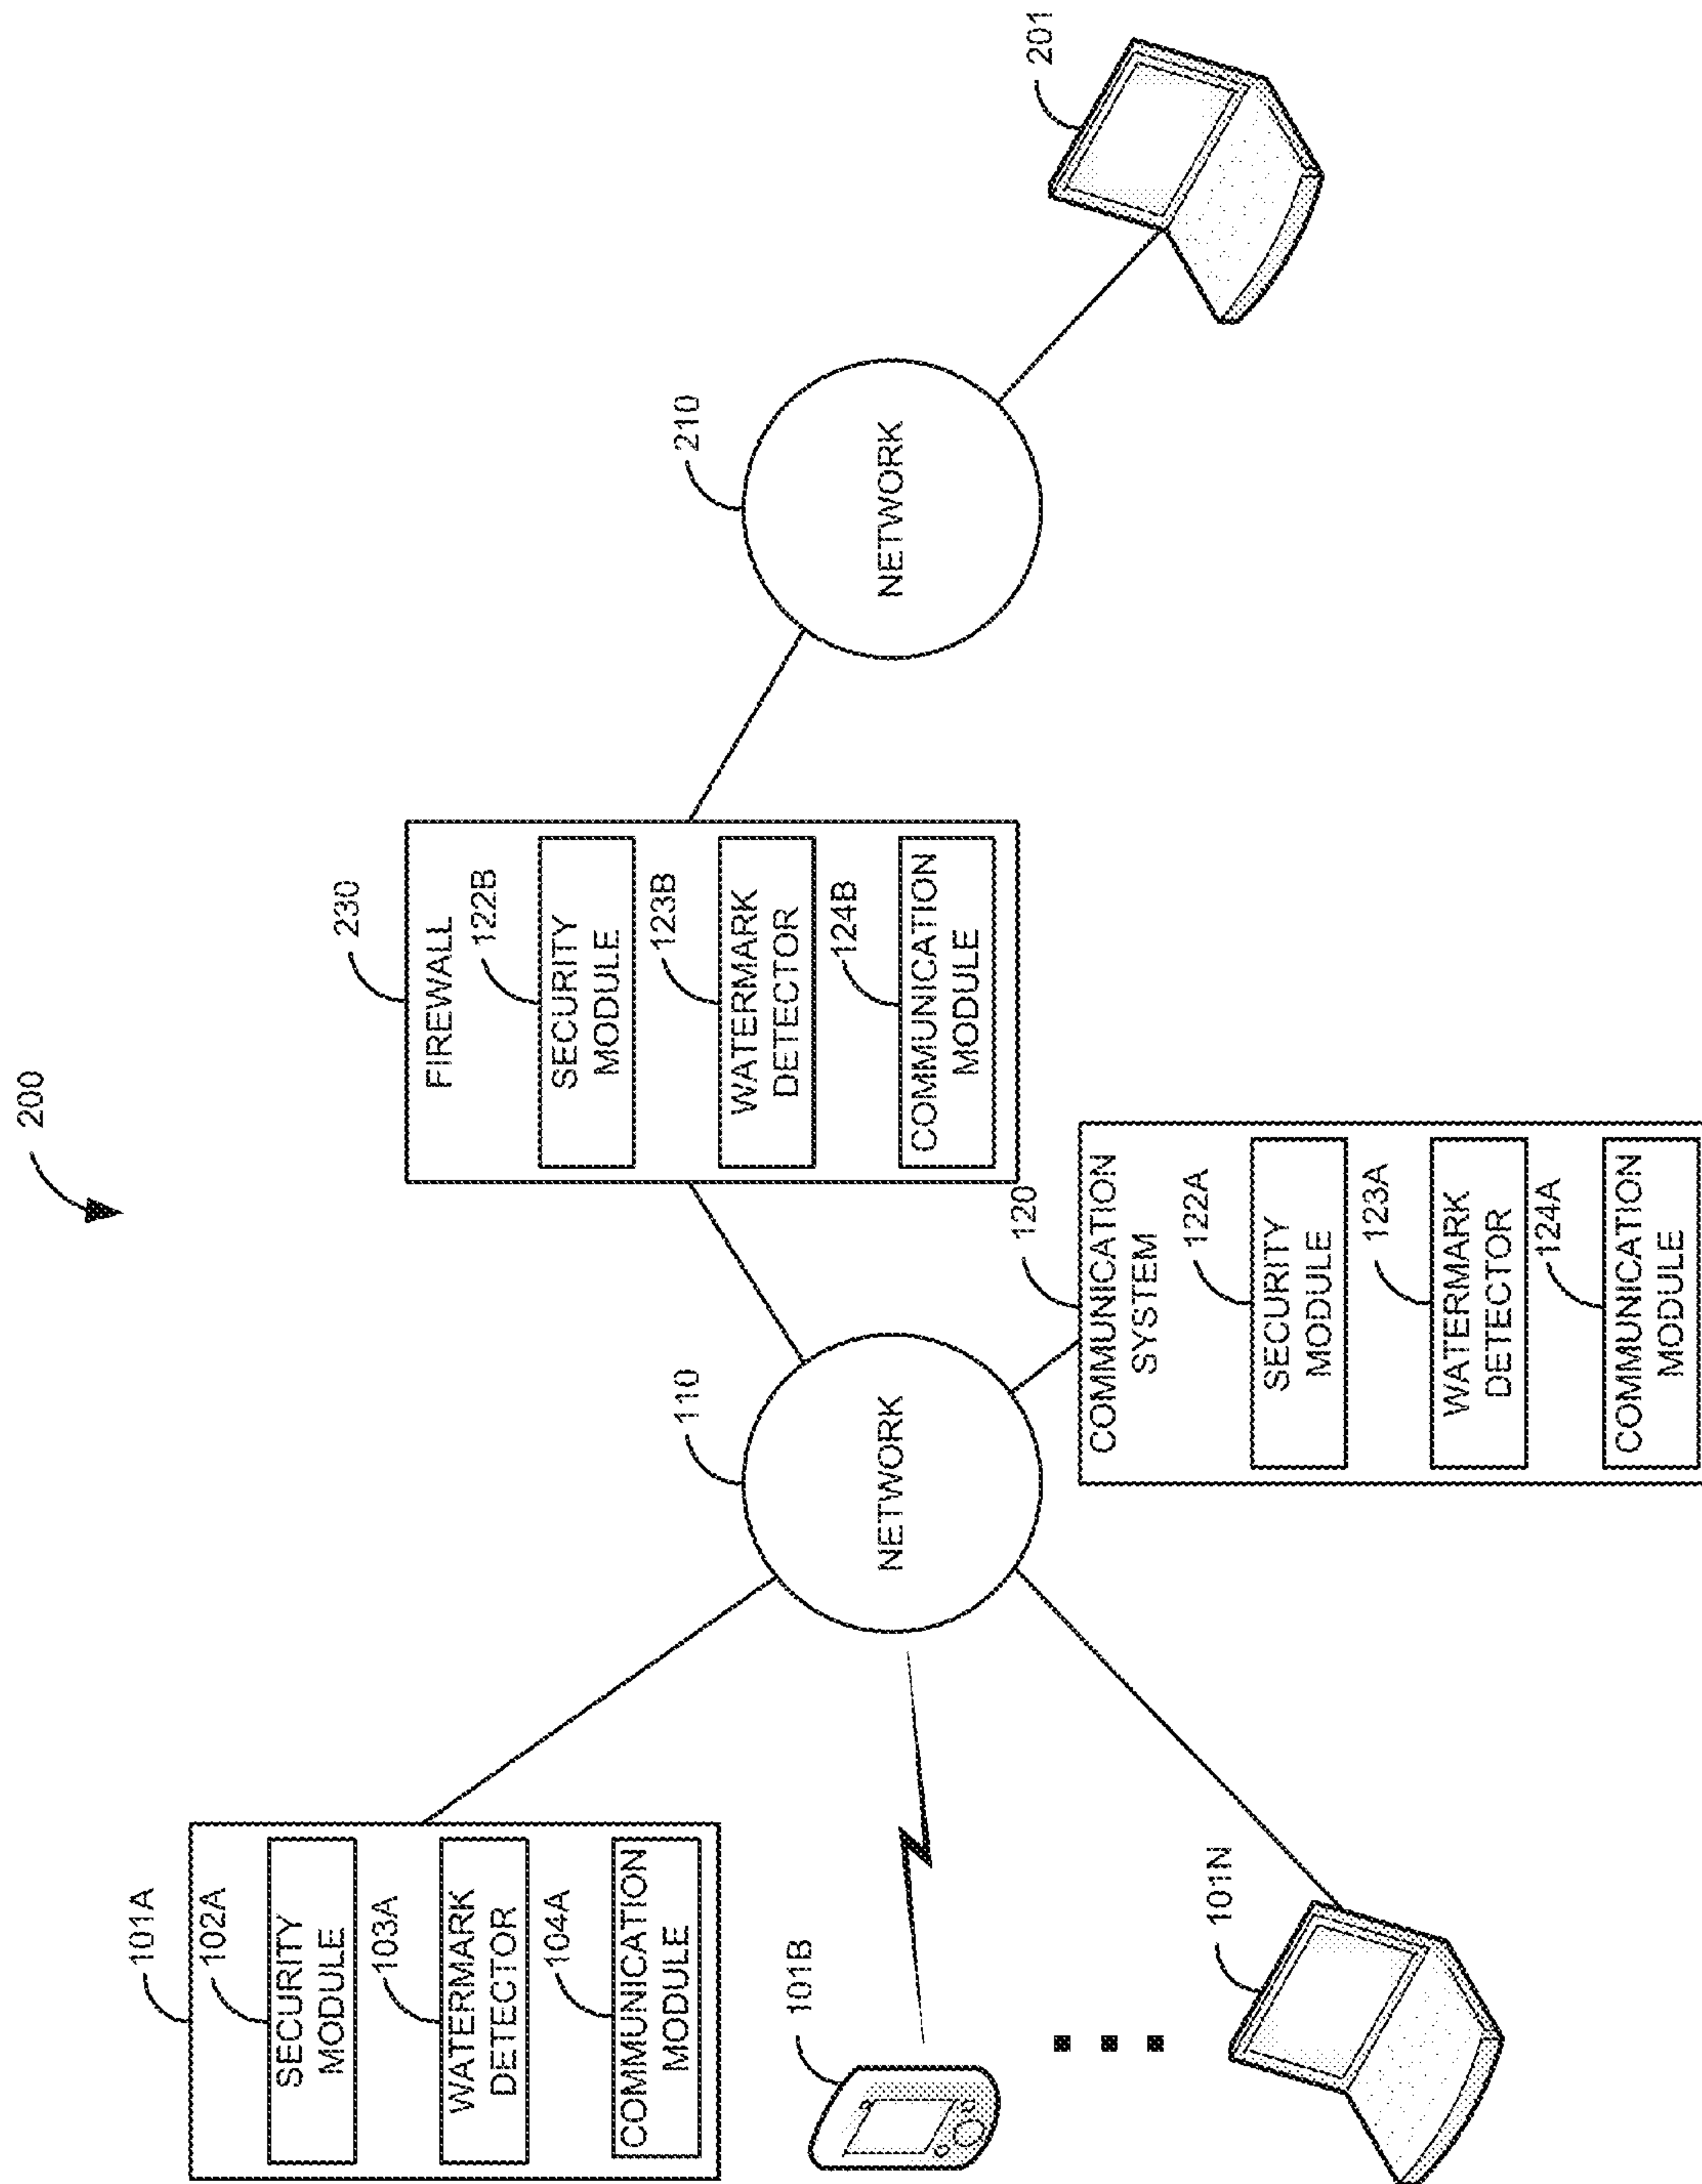 200
101A
102A
SECURITY
MODULE
103A
WATERMARK
DETECTOR
104A
COMMUNICATION
MODULE
101B
101N
110
NETWORK
230
FIREWALL
122B
SECURITY
MODULE
123B
WATERMARK
DETECTOR
124B
COMMUNICATION
MODULE
120
COMMUNICATION
SYSTEM
122A
SECURITY
MODULE
123A
WATERMARK
DETECTOR
124A
COMMUNICATION
MODULE
210
NETWORK
201